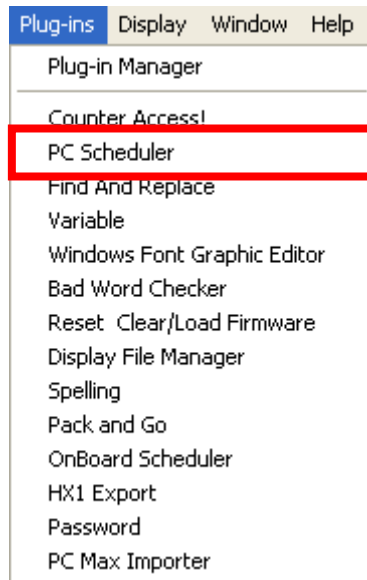 Plug-ins Display Window Help
Plug-in Manager
Counter Access!
PC Scheduler
Find And Replace
Variable
Windows Font Graphic Editor
Bad Word Checker
Reset Clear/Load Firmware
Display File Manager
Spelling
Pack and Go
OnBoard Scheduler
HX1 Export
Password
PC Max Importer